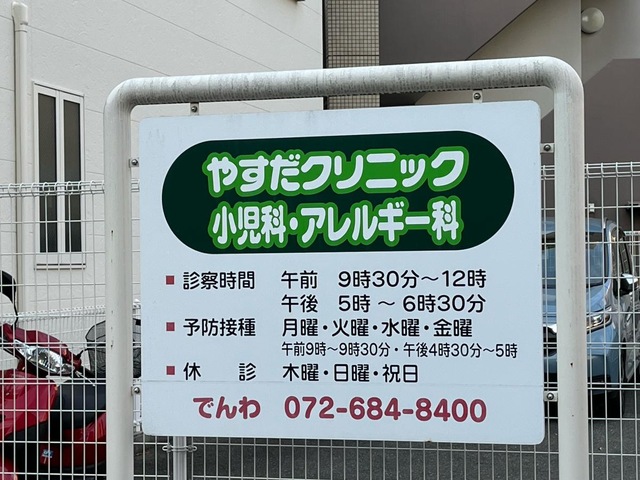 やすだクリニック
小児科・アレルギー科
■診察時間 午前 9時30分～12時
午後 5時～6時30分
■予防接種 月曜・火曜・水曜・金曜
午前9時～9時30分・午後4時30分～5時
■休 診 木曜・日曜・祝日
でんわ 072-684-8400